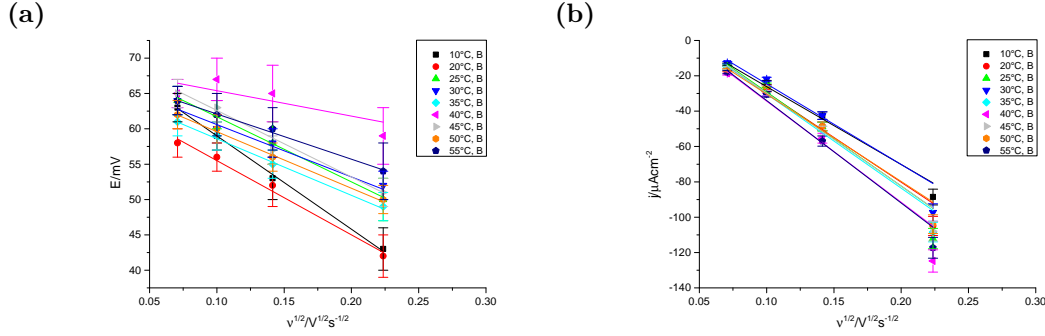 (a)
E/mV
67.5
65
60
55
50
45
40
0.05
0.10
0.15
0.20
0.25
0.30
ν1/2/V1/2s-1/2
10°C, B
20°C, B
25°C, B
30°C, B
35°C, B
40°C, B
45°C, B
50°C, B
55°C, B
(b)
j/μAcm-2
0
-20
-40
-60
-80
-100
-120
-140
0.05
0.10
0.15
0.20
0.25
0.30
ν1/2/V1/2s-1/2
10°C, B
20°C, B
25°C, B
30°C, B
35°C, B
40°C, B
45°C, B
50°C, B
55°C, B